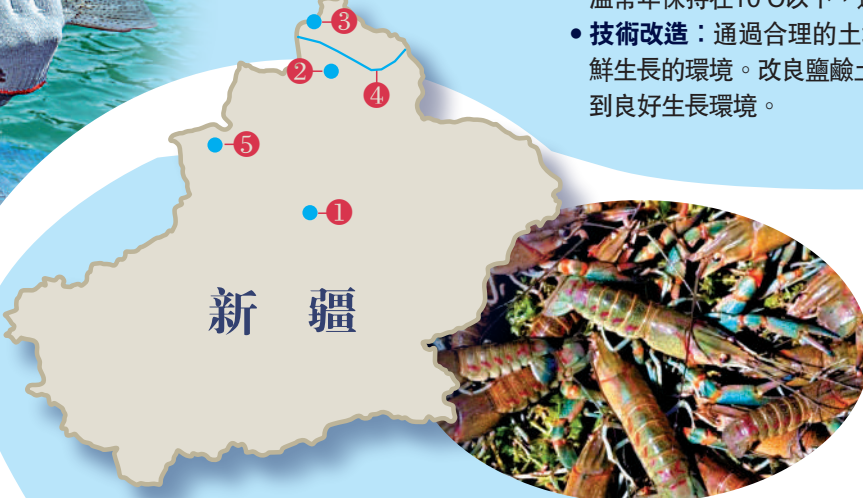 溫常年保持在10℃以下，
•技術改造：通過合理的土
鮮生長的環境。改良鹽鹼土
到良好生長環境。
③
②
④
⑤
①
新疆